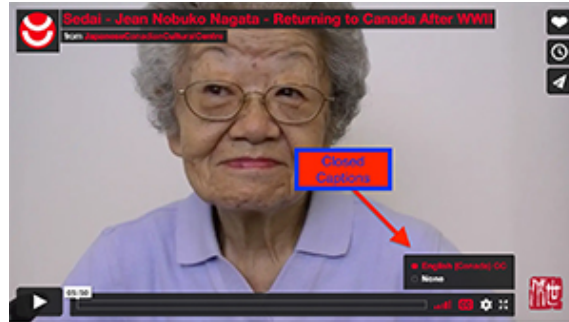 Sedai - Jean Nobuko Nagata - Returning to Canada After WWII
from JapaneseCanadianCulturalCentre
Closed
Captions
English (Canada) CC
None
05:50
CC